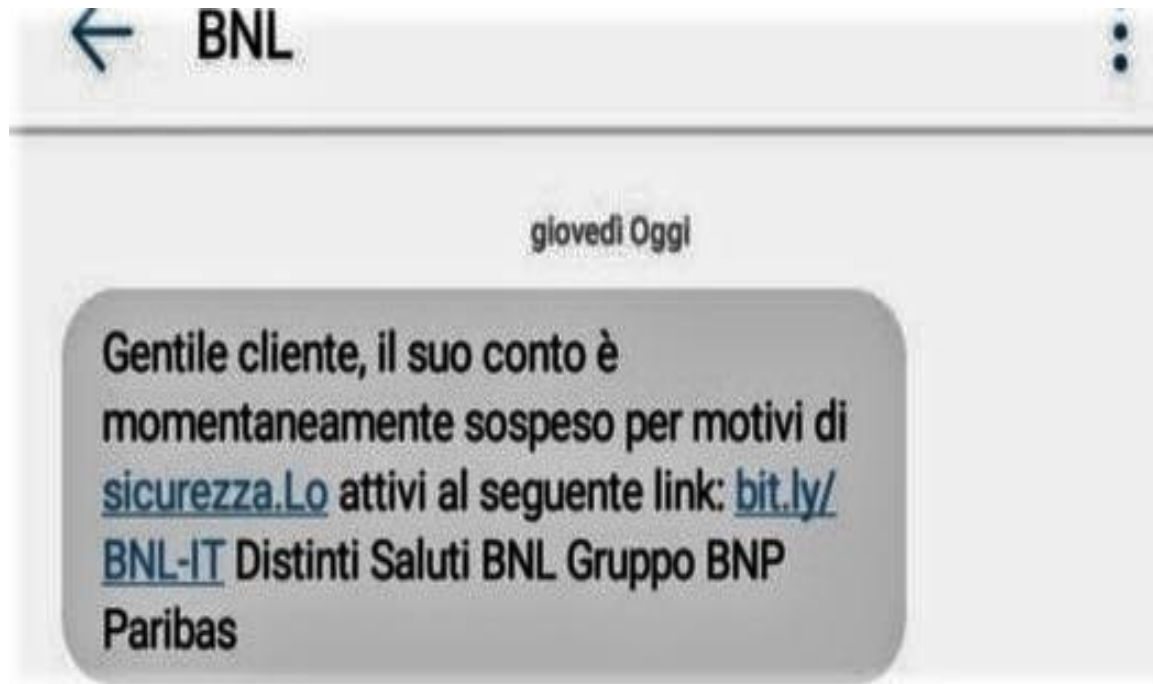 BNL
giovedì Oggi
Gentile cliente, il suo conto è
momentaneamente sospeso per motivi di
sicurezza.Lo attivi al seguente link: bit.ly/
BNL-IT Distinti Saluti BNL Gruppo BNP
Paribas